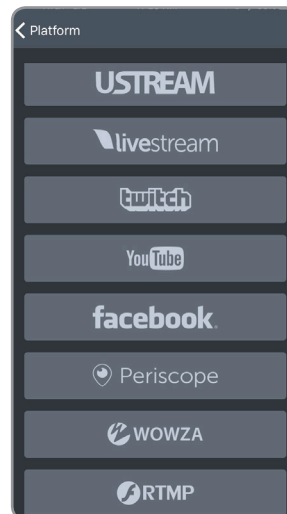 Platform
USTREAM
livestream
twitch
YouTube
facebook
Periscope
WOWZA
RTMP